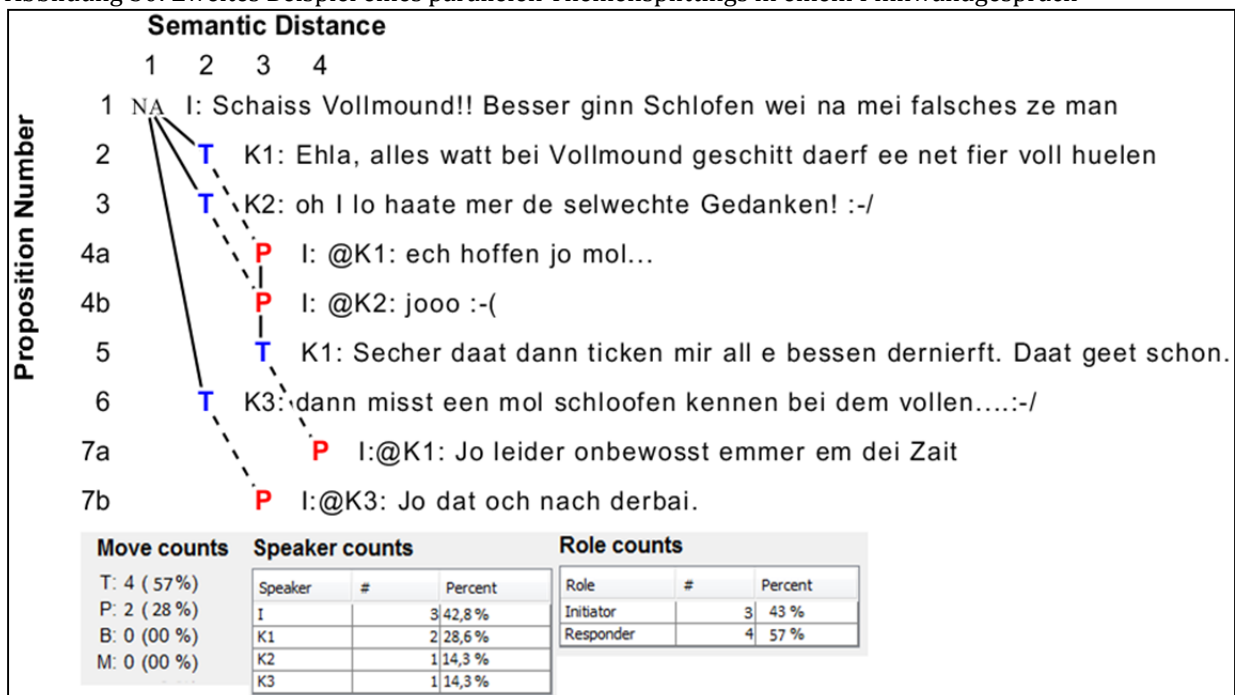 Semantic Distance
1 2 3 4
Proposition Number
1 NA I: Schaiss Vollmound!! Besser ginn Schlofen wei na mei falsches ze man
2 T K1: Ehla, alles watt bei Vollmound geschitt daerf ee net fier voll huelen
3 T K2: oh I lo haate mer de selwechte Gedanken! :-/
4a P I: @K1: ech hoffen jo mol...
4b P I: @K2: jooo :-(
5 T K1: Secher daat dann ticken mir all e bessen dernierft. Daat geet schon.
6 T K3: dann misst een mol schloofen kennen bei dem vollen....:-/
7a P I:@K1: Jo leider onbewosst emmer em dei Zait
7b P I:@K3: Jo dat och nach derbai.
Move counts
T: 4 ( 57%)
P: 2 ( 28 %)
B: 0 (00 %)
M: 0 (00 %)
Speaker counts
Speaker # Percent
I 3 42,8 %
K1 2 28,6 %
K2 1 14,3 %
K3 1 14,3 %
Role counts
Role # Percent
Initiator 3 43 %
Responder 4 57 %